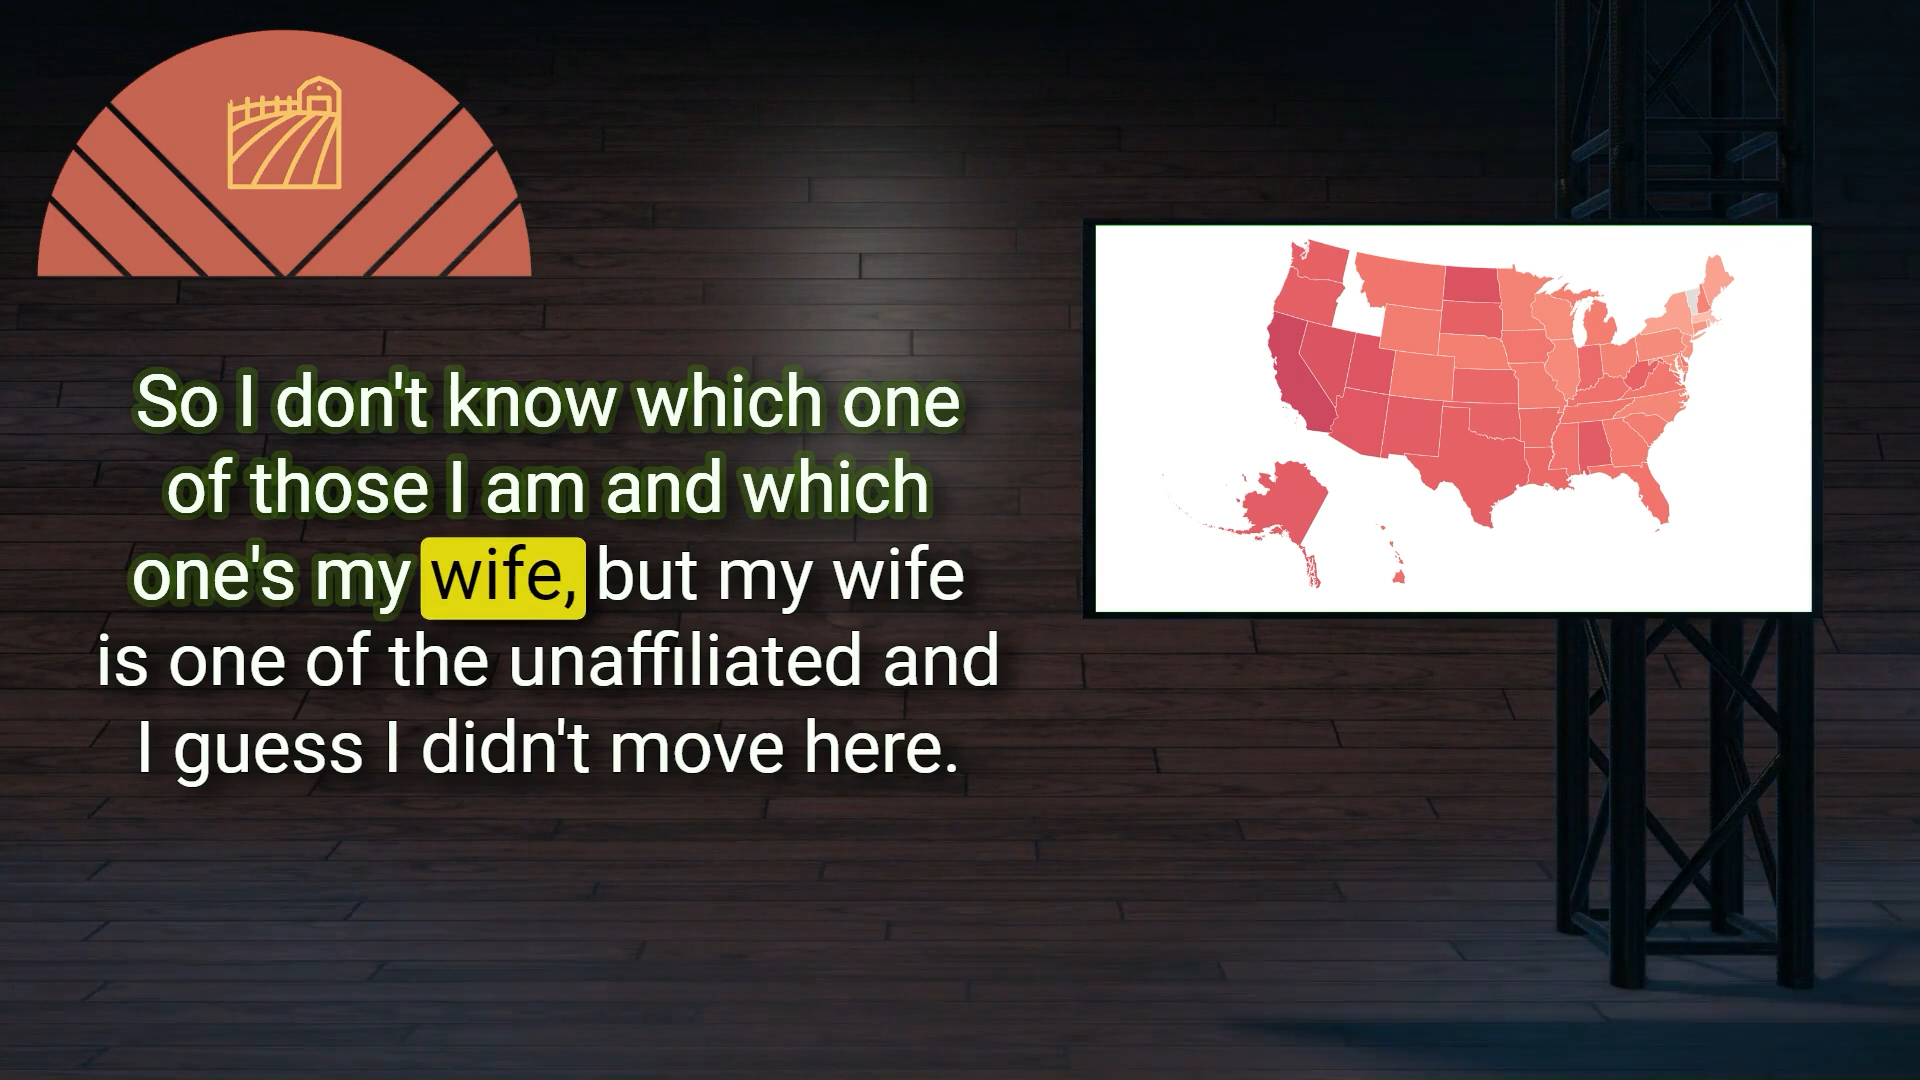 So I don't know which one
of those I am and which
one's my wife, but my wife
is one of the unaffiliated and
I guess I didn't move here.